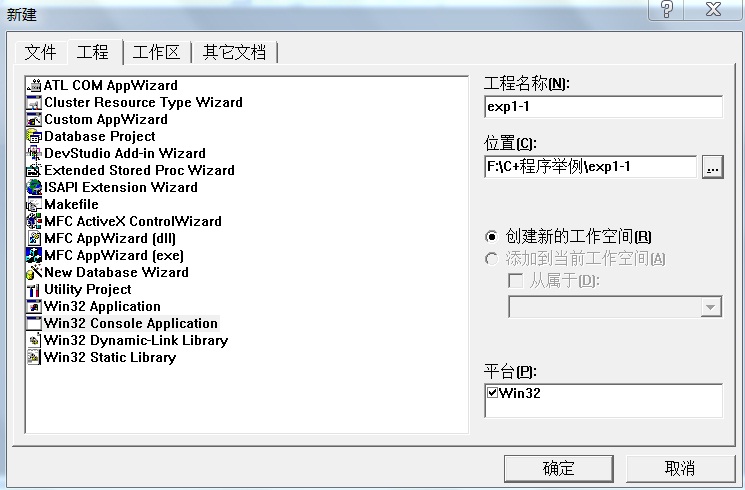 新建
文件 工程 工作区 其它文档
ATL COM AppWizard
Cluster Resource Type Wizard
Custom AppWizard
Database Project
DevStudio Add-in Wizard
Extended Stored Proc Wizard
ISAPI Extension Wizard
Makefile
MFC ActiveX ControlWizard
MFC AppWizard (dll)
MFC AppWizard (exe)
New Database Wizard
Utility Project
Win32 Application
Win32 Console Application
Win32 Dynamic-Link Library
Win32 Static Library
工程名称(N):
exp1-1
位置(C):
F:\C+程序举例\exp1-1
...
创建新的工作空间(R)
添加到当前工作空间(A)
从属于(D):
平台(P):
Win32
确定 取消